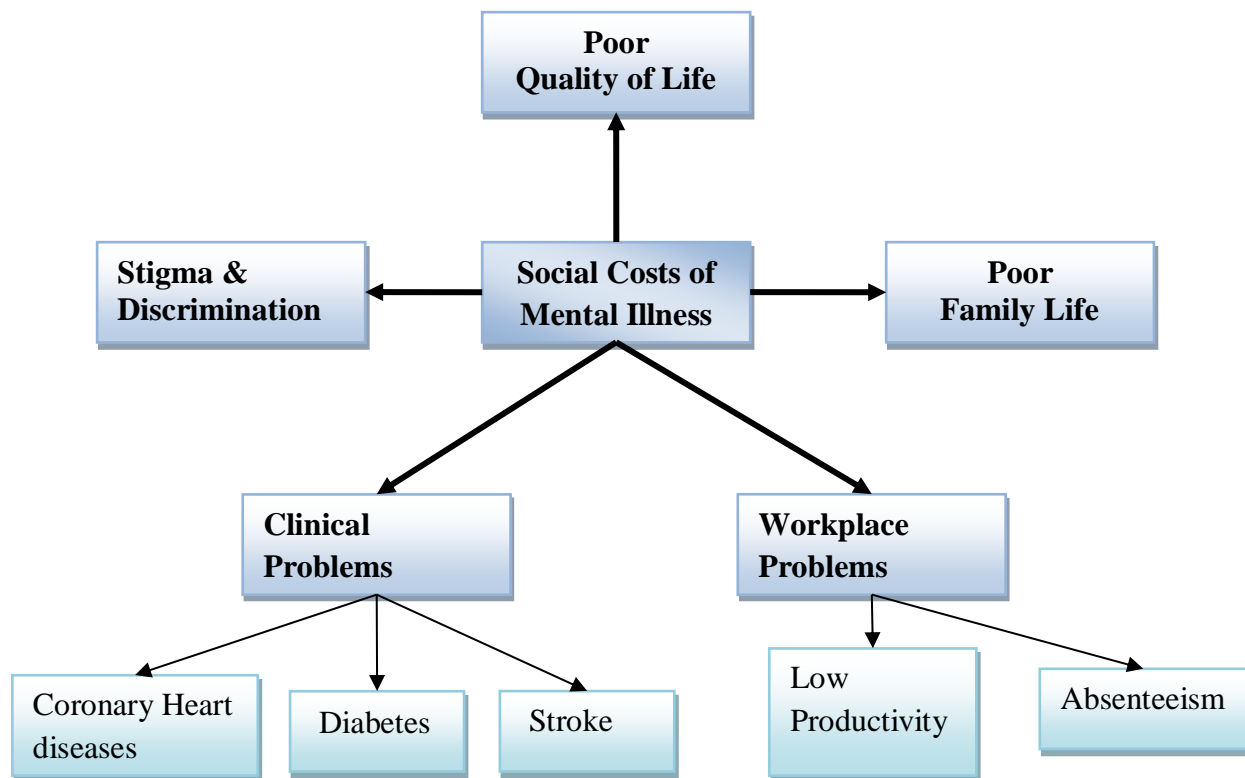 Poor
Quality of Life
Stigma &
Discrimination
Social Costs of
Mental Illness
Poor
Family Life
Clinical
Problems
Workplace
Problems
Coronary Heart
diseases
Diabetes
Stroke
Low
Productivity
Absenteeism